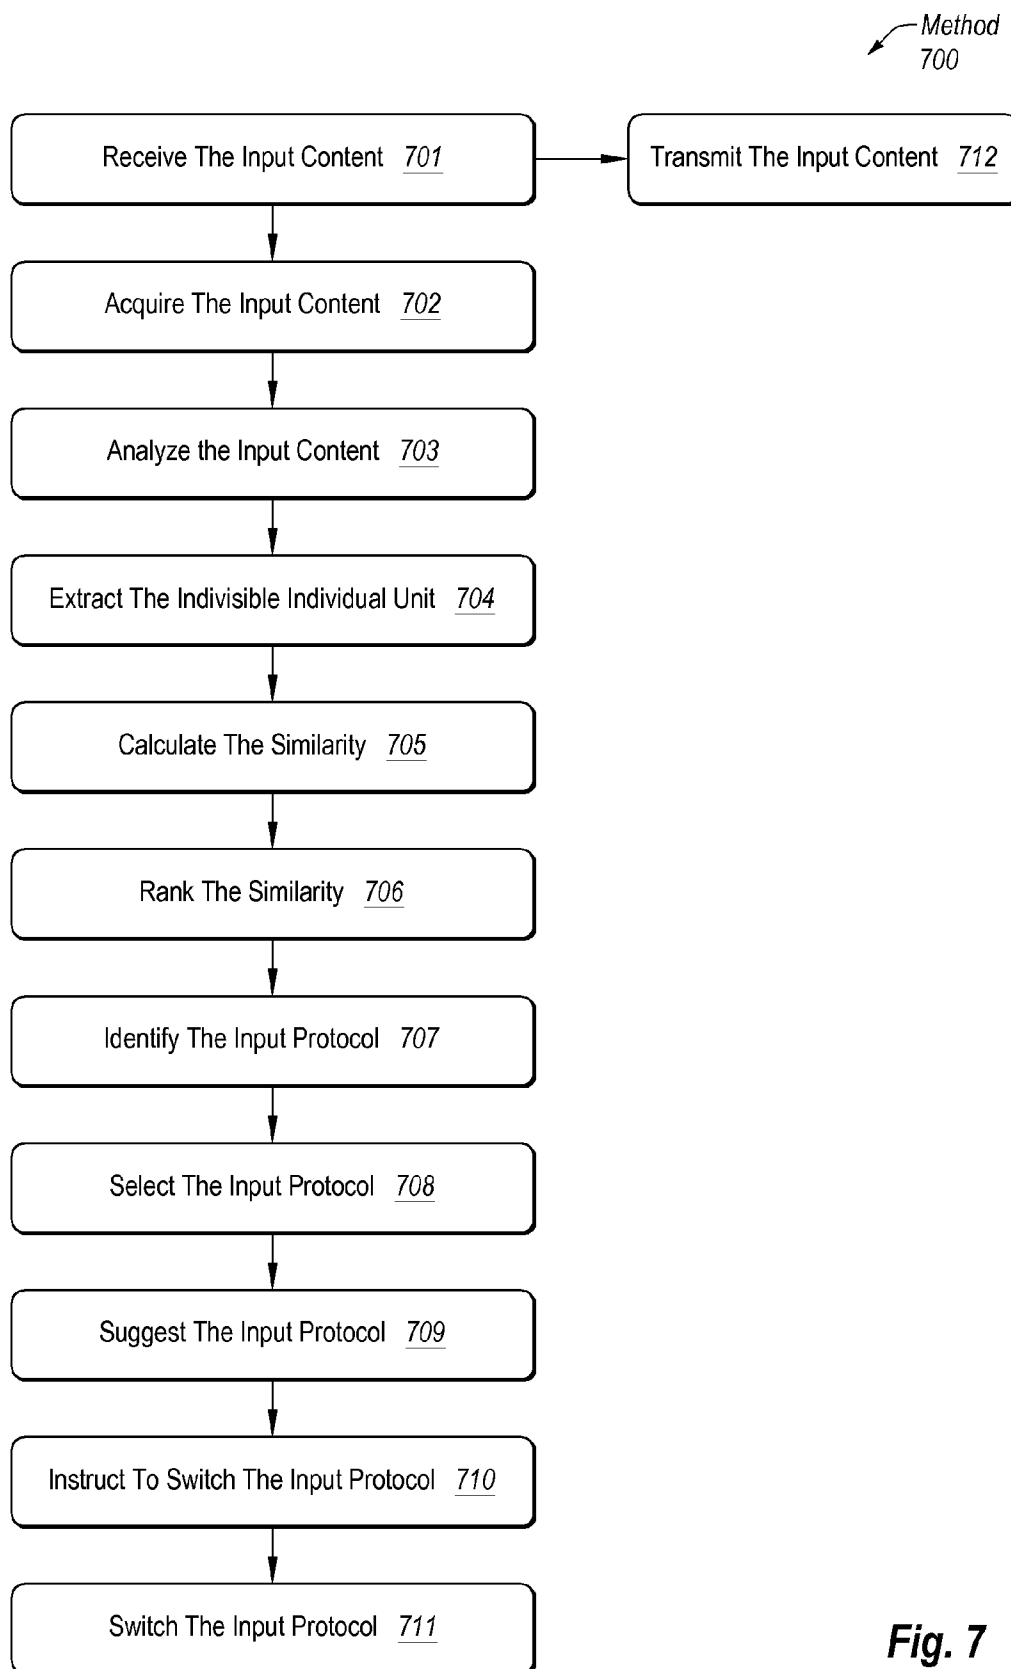 Method
700
Receive The Input Content 701
Transmit The Input Content 712
Acquire The Input Content 702
Analyze the Input Content 703
Extract The Indivisible Individual Unit 704
Calculate The Similarity 705
Rank The Similarity 706
Identify The Input Protocol 707
Select The Input Protocol 708
Suggest The Input Protocol 709
Instruct To Switch The Input Protocol 710
Switch The Input Protocol 711
Fig. 7